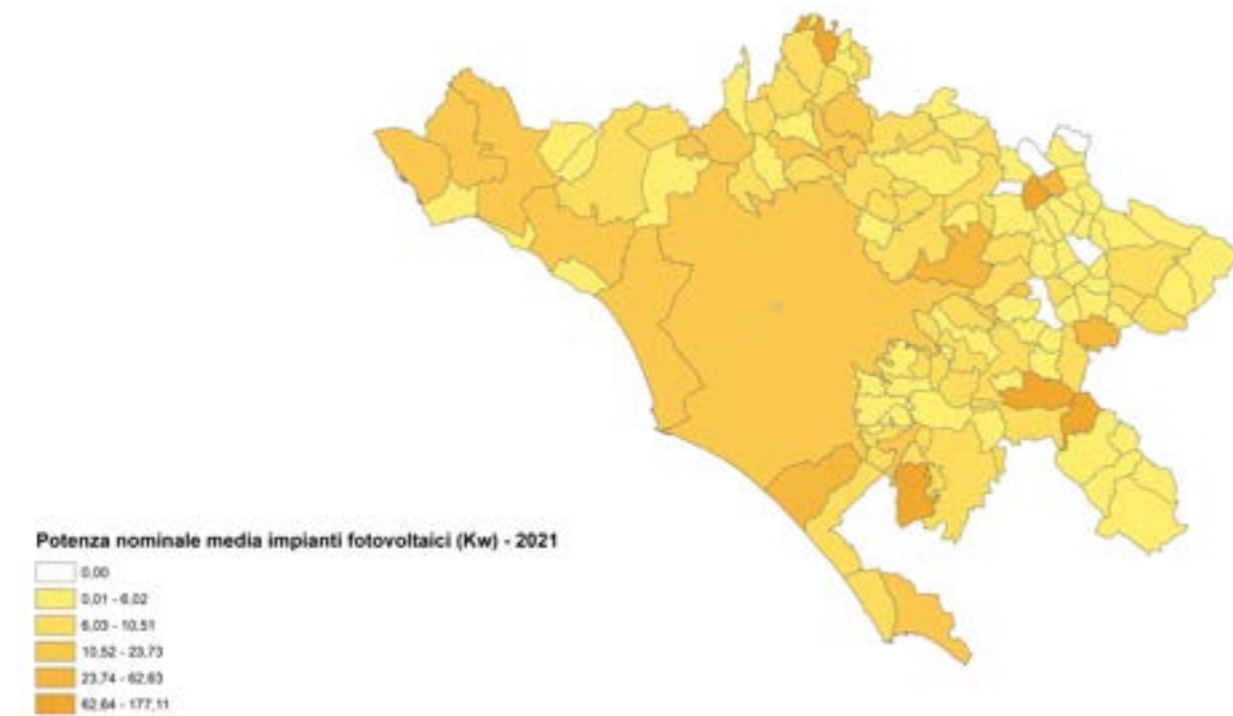 Potenza nominale media impianti fotovoltaici (Kw) - 2021
0,00
0,01 - 6,02
6,03 - 10,51
10,52 - 23,73
23,74 - 62,63
62,64 - 177,11